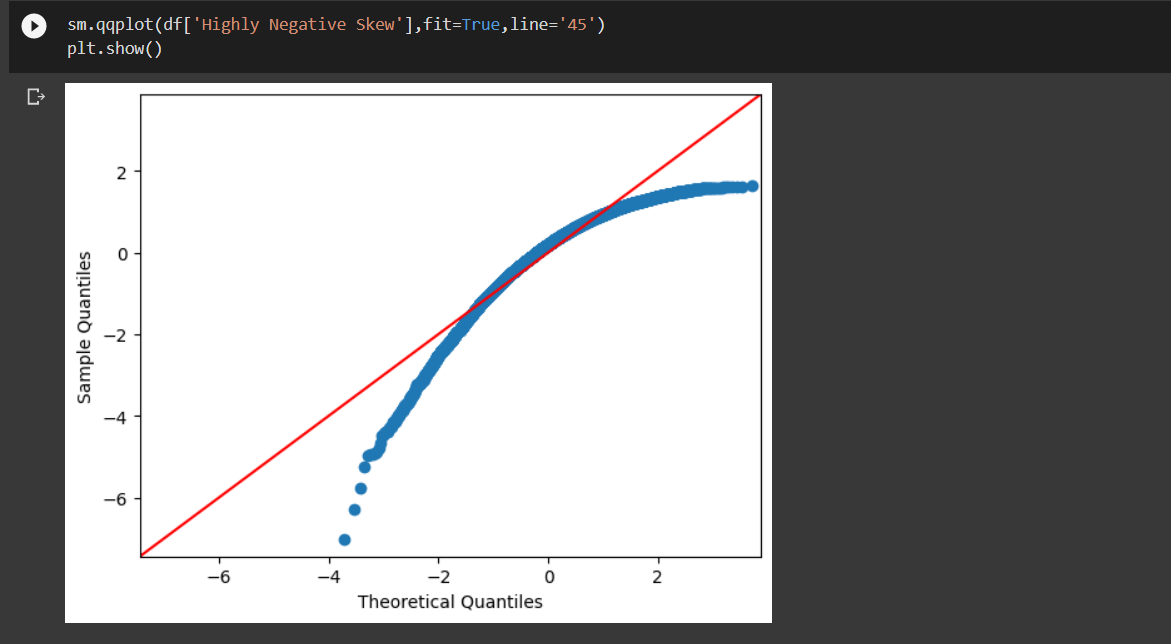 sm.qqplot(df['Highly Negative Skew'],fit=True,line='45')
plt.show()
2
0
−2
−4
−6
Sample Quantiles
−6 −4 −2 0 2
Theoretical Quantiles